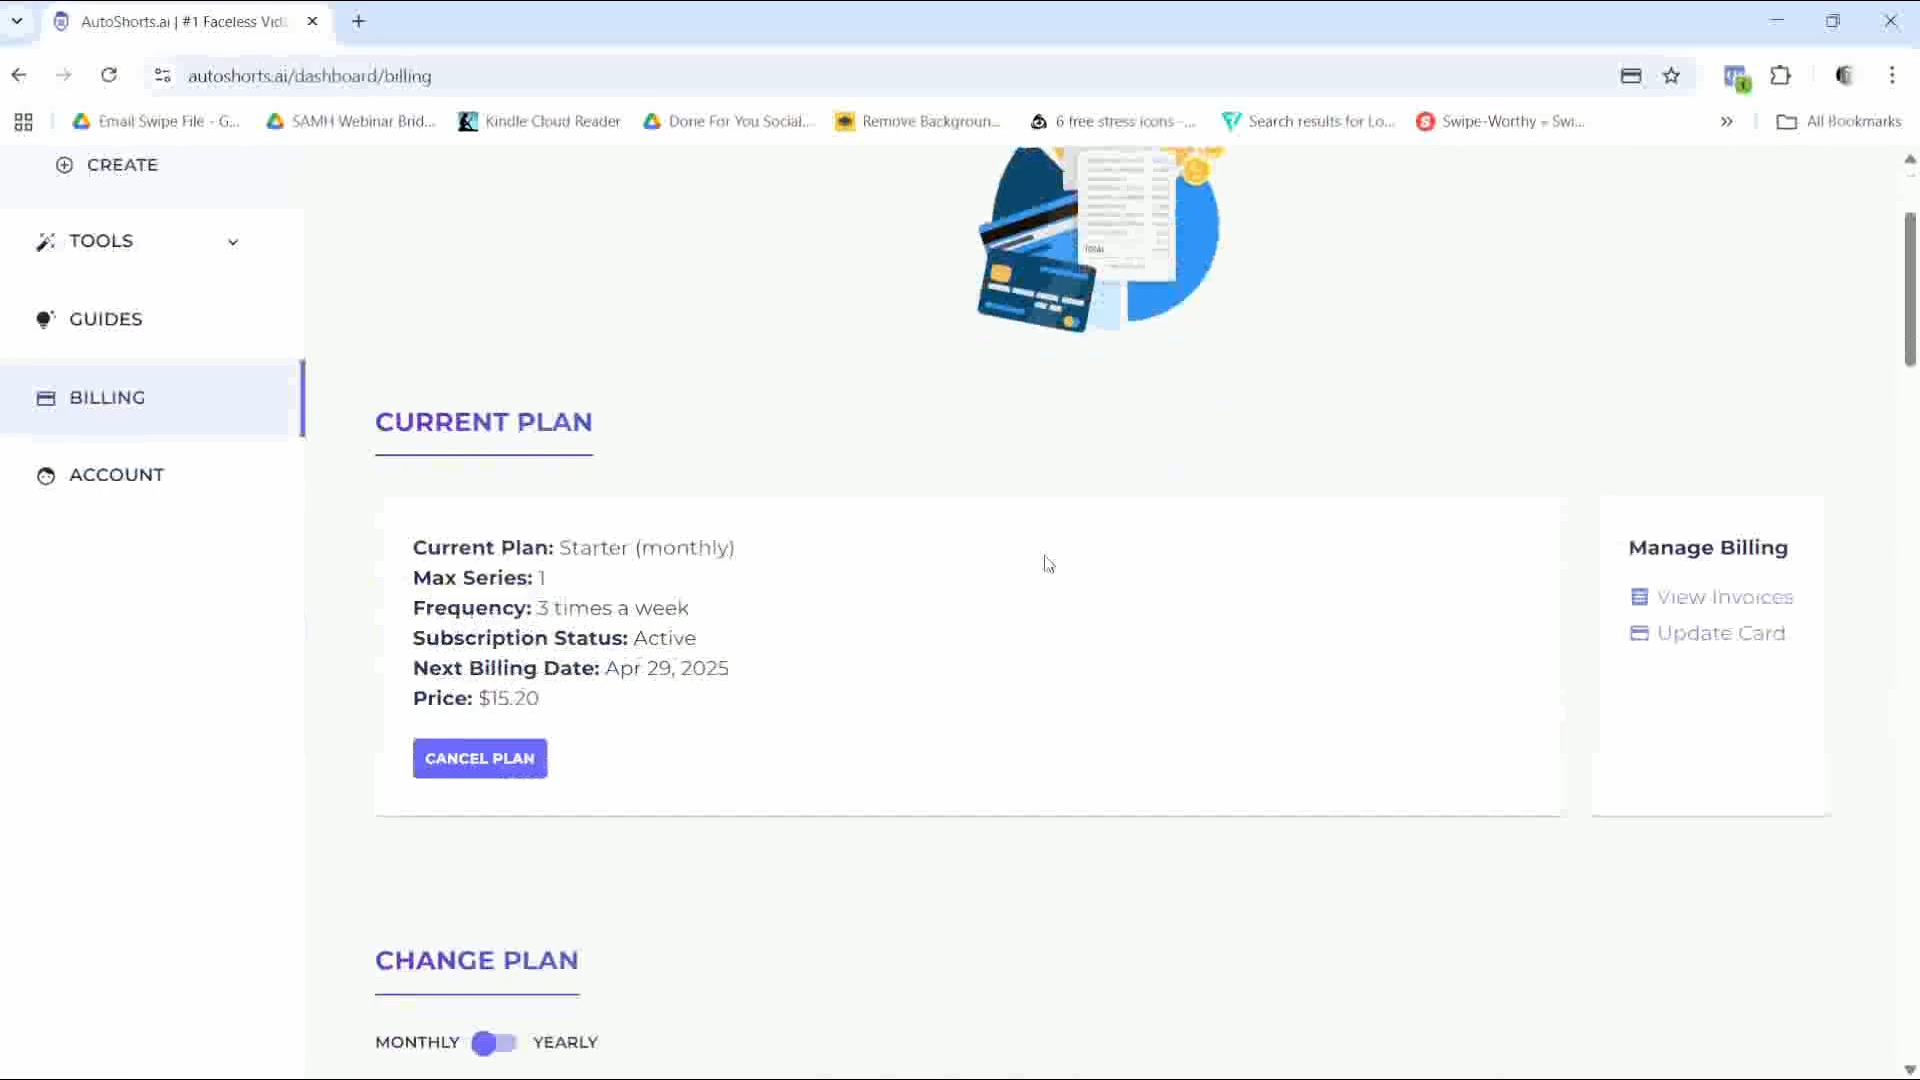 AutoShorts.ai | #1 Faceless Vid
autoshorts.ai/dashboard/billing
Email Swipe File - G...
SAMH Webinar Brid...
Kindle Cloud Reader
Done For You Social...
Remove Backgroun...
6 free stress icons -...
Search results for Lo...
Swipe-Worthy = Swi...
All Bookmarks
CREATE
TOOLS
GUIDES
BILLING
ACCOUNT
TOTAL
CURRENT PLAN
Current Plan: Starter (monthly)
Max Series: 1
Frequency: 3 times a week
Subscription Status: Active
Next Billing Date: Apr 29, 2025
Price: $15.20
CANCEL PLAN
Manage Billing
View Invoices
Update Card
CHANGE PLAN
MONTHLY YEARLY